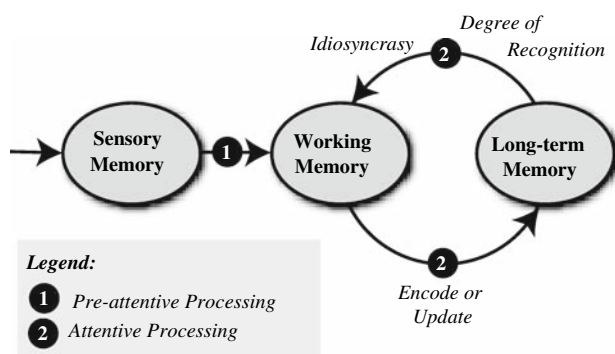 Degree of
Idiosyncrasy
2
Recognition
Sensory
Memory
1
Working
Memory
Long-term
Memory
2
Encode or
Update
Legend:
1 Pre-attentive Processing
2 Attentive Processing